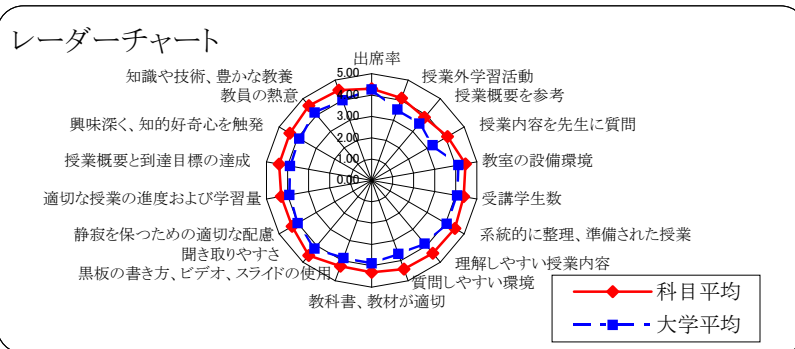 レーダーチャート
出席率
授業外学習活動
授業概要を参考
授業内容を先生に質問
教室の設備環境
受講学生数
系統的に整理、準備された授業
理解しやすい授業内容
質問しやすい環境
教科書、教材が適切
黒板の書き方、ビデオ、スライドの使用
聞き取りやすさ
静寂を保つための適切な配慮
適切な授業の進度および学習量
授業概要と到達目標の達成
興味深く、知的好奇心を触発
教員の熱意
知識や技術、豊かな教養
5.00
4.00
3.00
2.00
1.00
0.00
科目平均
大学平均